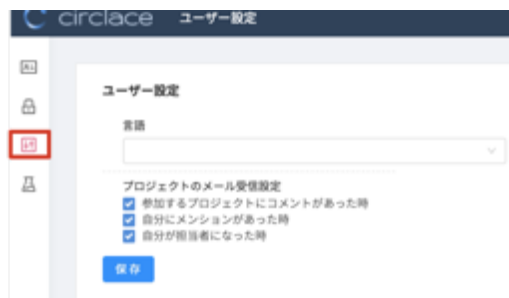 circlace ユーザー設定
ユーザー設定
言語
プロジェクトのメール受信設定
参加するプロジェクトにコメントがあった時
自分にメンションがあった時
自分が担当者になった時
保存